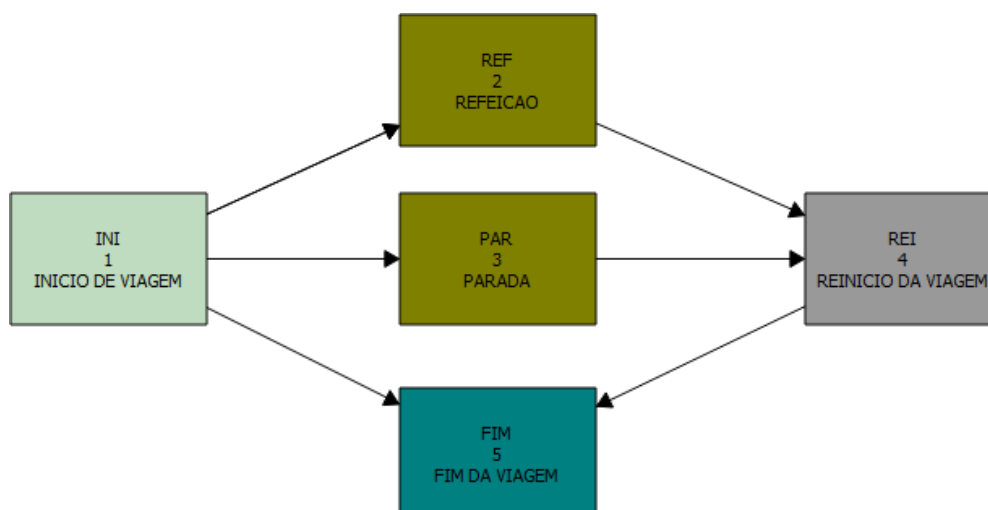 REF
2
REFEICAO
INI
1
INICIO DE VIAGEM
PAR
3
PARADA
REI
4
REINICIO DA VIAGEM
FIM
5
FIM DA VIAGEM